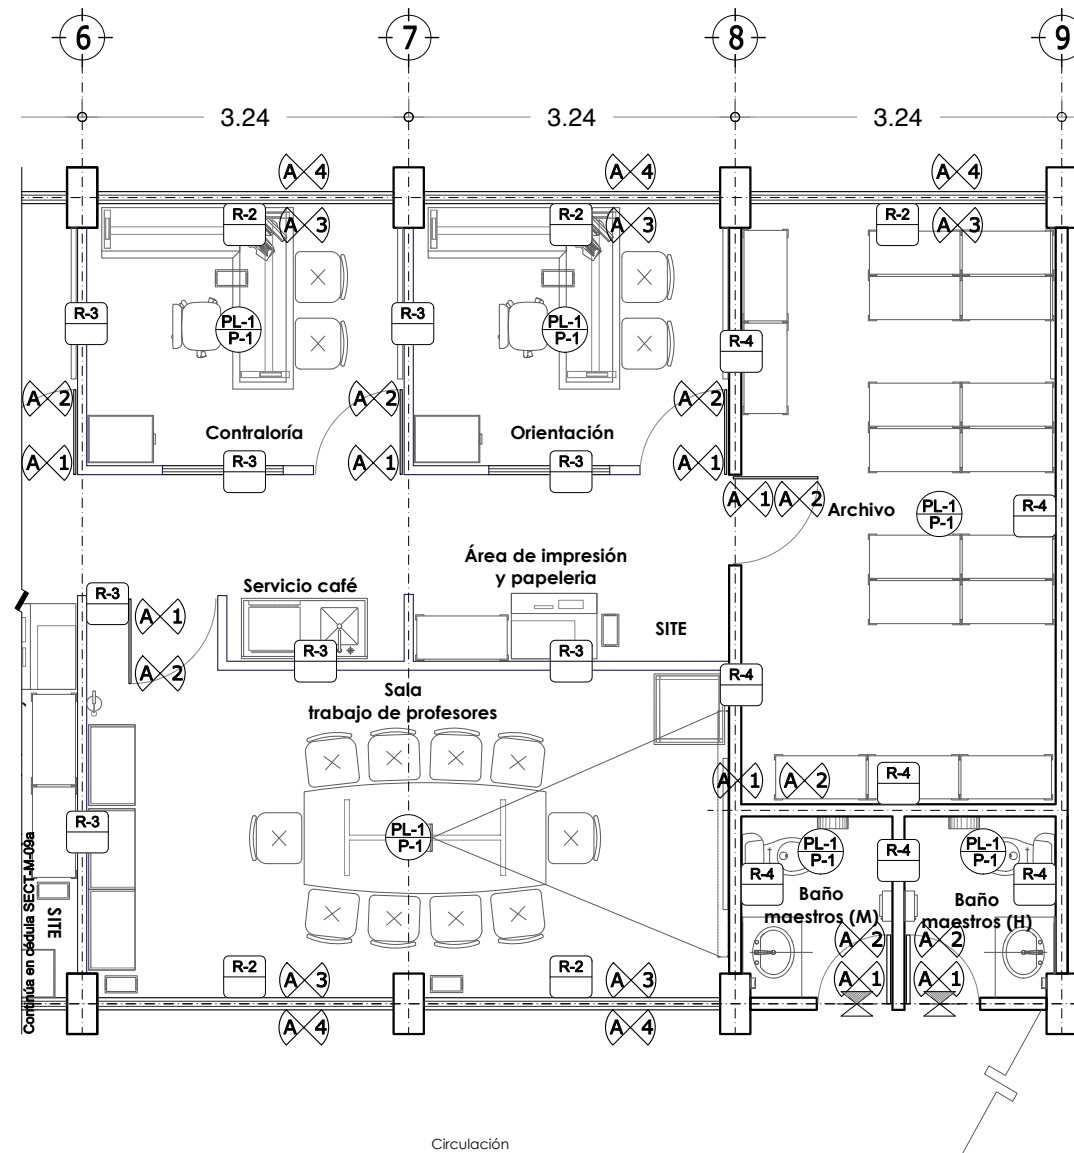 6 7 8 9
3.24 3.24 3.24
A 4 A 4 A 4
R-2 A 3 R-2 A 3 R-2 A 3
R-3 PL-1 R-3 PL-1
P-1 P-1
R-4
A 2 A 2 A 2
Contraloría Orientación
A 1 R-3 A 1 R-3 A 1
A 1 A 2
Archivo PL-1 R-4
P-1
Área de impresión
y papeleria
Servicio café
R-3 A 1
SITE
R-3 R-3
A 2 R-4
Sala
trabajo de profesores
A 1 A 2 R-4
R-3 PL-1
P-1
PL-1 R-4 PL-1
P-1 P-1
R-4 R-4
Baño
maestros (M)
Baño
maestros (H)
Continúa en cédula SECT-M-09a
SITE
A 2 A 2
R-2 A 3 R-2 A 3 A 1 A 1
A 4 A 4
Circulación